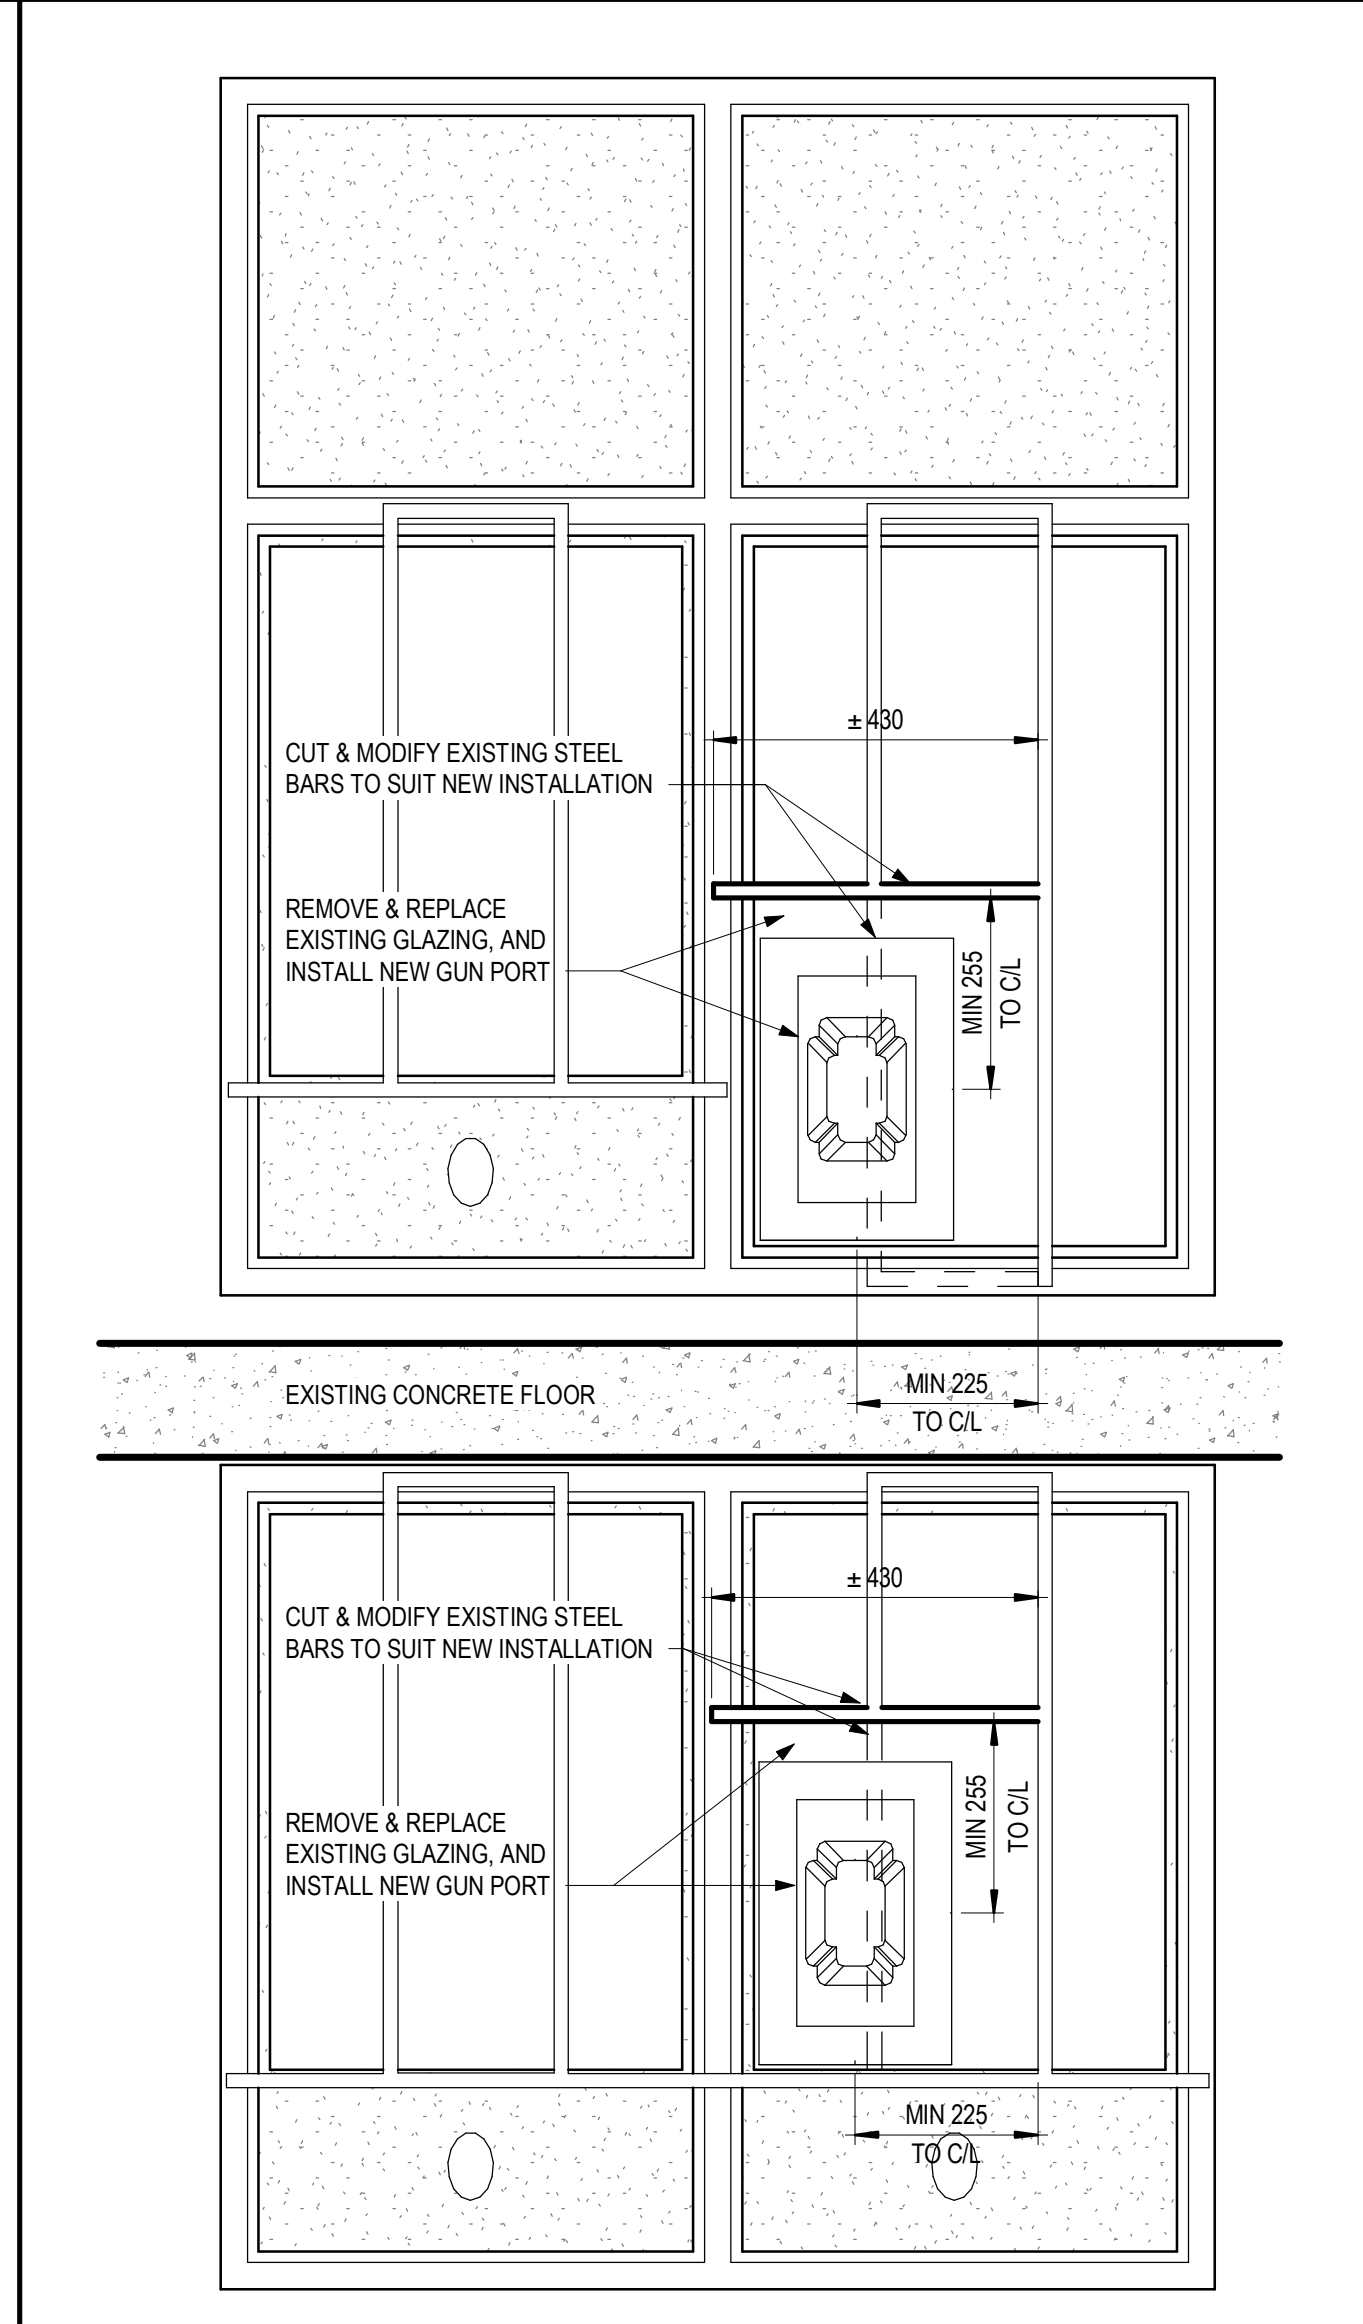 ± 430
CUT & MODIFY EXISTING STEEL
BARS TO SUIT NEW INSTALLATION
REMOVE & REPLACE
EXISTING GLAZING, AND
INSTALL NEW GUN PORT
MIN 255
TO C/L
EXISTING CONCRETE FLOOR
MIN 225
TO C/L
± 430
CUT & MODIFY EXISTING STEEL
BARS TO SUIT NEW INSTALLATION
MIN 255
TO C/L
REMOVE & REPLACE
EXISTING GLAZING, AND
INSTALL NEW GUN PORT
MIN 225
TO C/L